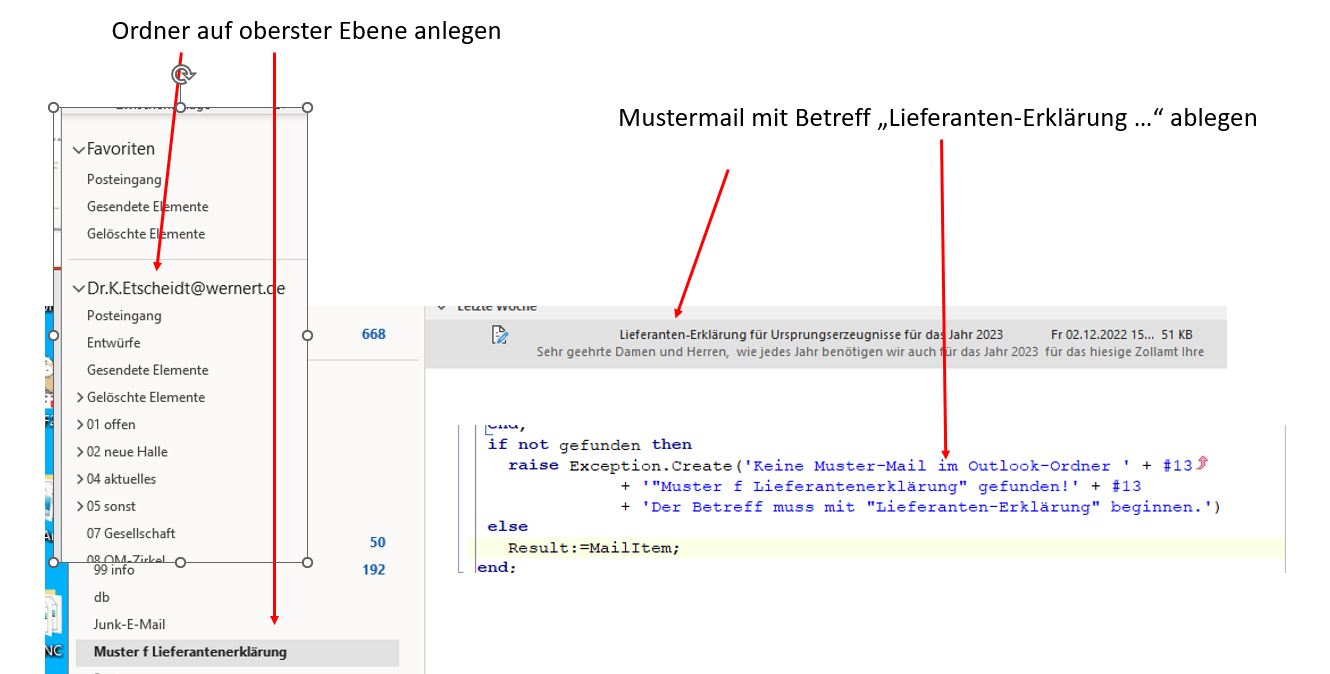 Ordner auf oberster Ebene anlegen
Mustermail mit Betreff „Lieferanten-Erklärung …“ ablegen
Favoriten
Posteingang
Gesendete Elemente
Gelöschte Elemente
Dr.K.Etscheidt@wernert.de
Posteingang
Entwürfe
Gesendete Elemente
Gelöschte Elemente
01 offen
02 neue Halle
04 aktuelles
05 sonst
07 Gesellschaft
08 QM-Zirkel
99 info
db
Junk-E-Mail
Muster f Lieferantenerklärung
668
50
192
Letzte Woche
Lieferanten-Erklärung für Ursprungserzeugnisse für das Jahr 2023 Fr 02.12.2022 15... 51 KB
Sehr geehrte Damen und Herren, wie jedes Jahr benötigen wir auch für das Jahr 2023 für das hiesige Zollamt Ihre
end;
if not gefunden then
raise Exception.Create('Keine Muster-Mail im Outlook-Ordner ' + #13
+ '"Muster f Lieferantenerklärung" gefunden!' + #13
+ 'Der Betreff muss mit "Lieferanten-Erklärung" beginnen.')
else
Result:=MailItem;
end;
NC